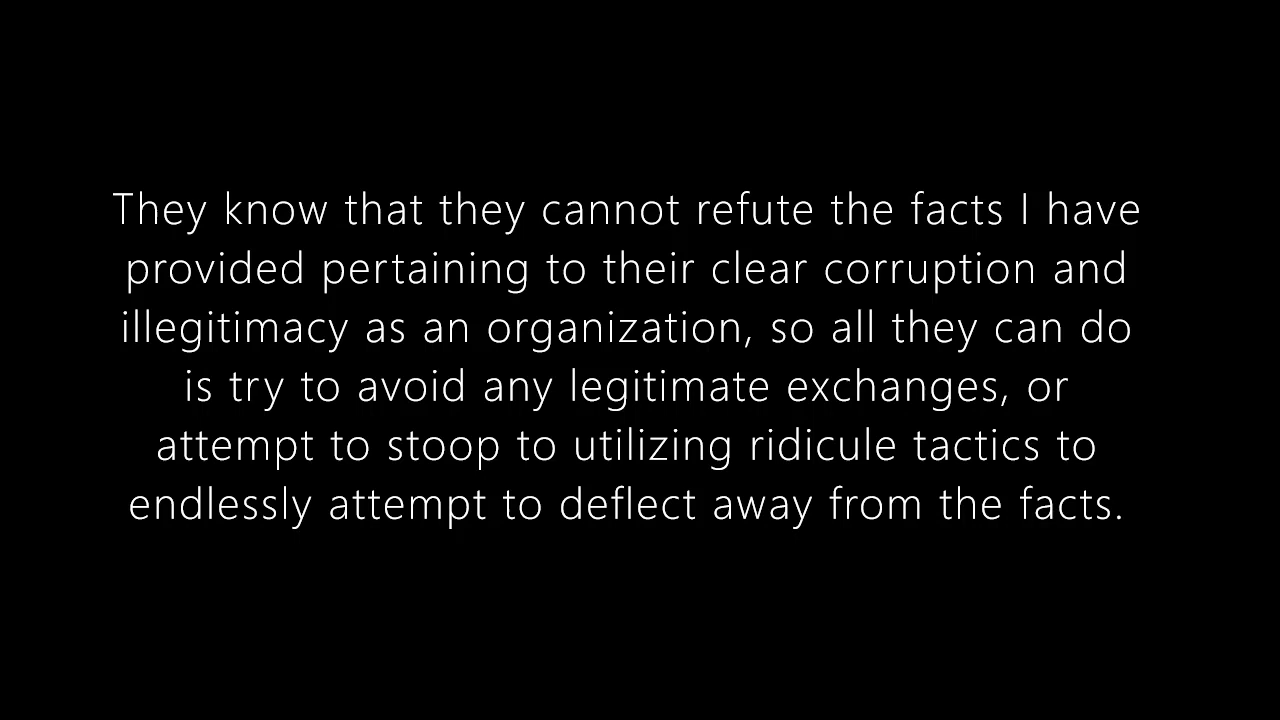 They know that they cannot refute the facts I have
provided pertaining to their clear corruption and
illegitimacy as an organization, so all they can do
is try to avoid any legitimate exchanges, or
attempt to stoop to utilizing ridicule tactics to
endlessly attempt to deflect away from the facts.